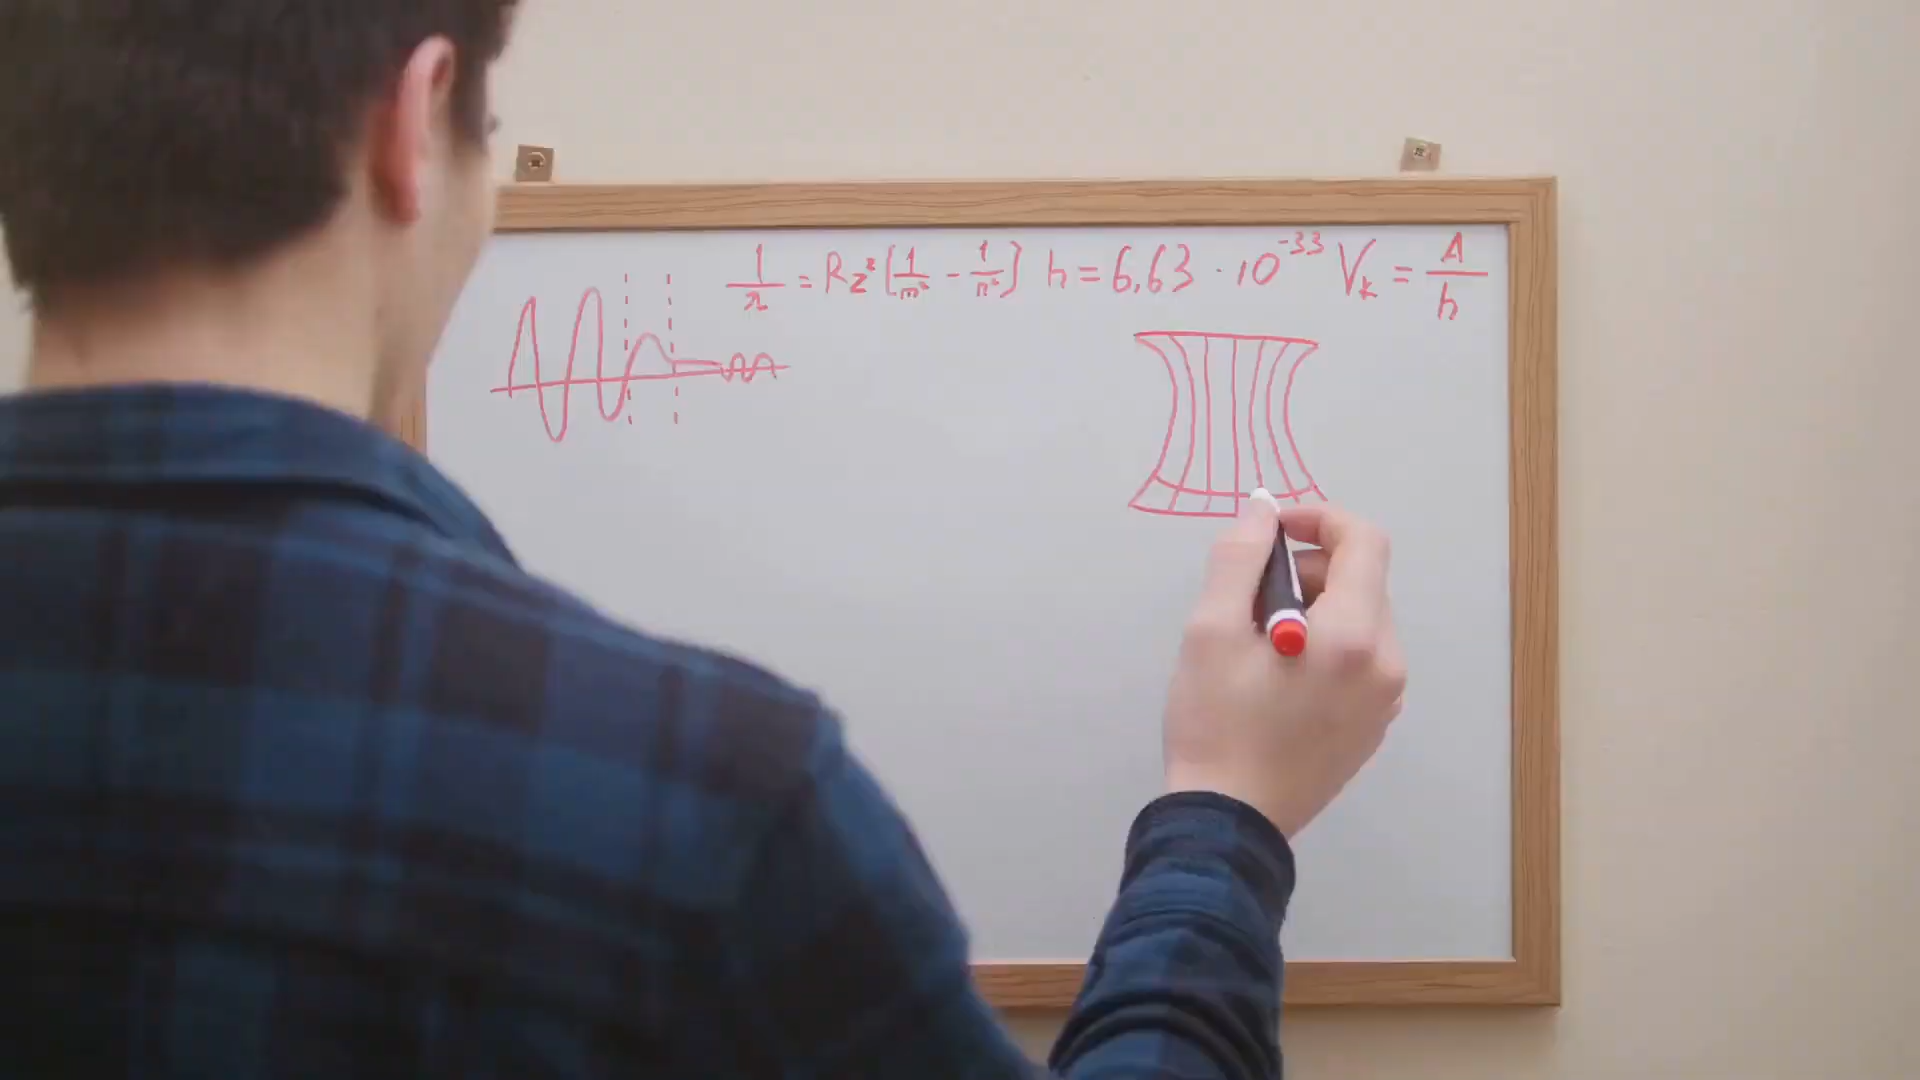 1/λ = Rz²[1/m² - 1/n²] h = 6,63 · 10⁻³³ Vₖ = A/h